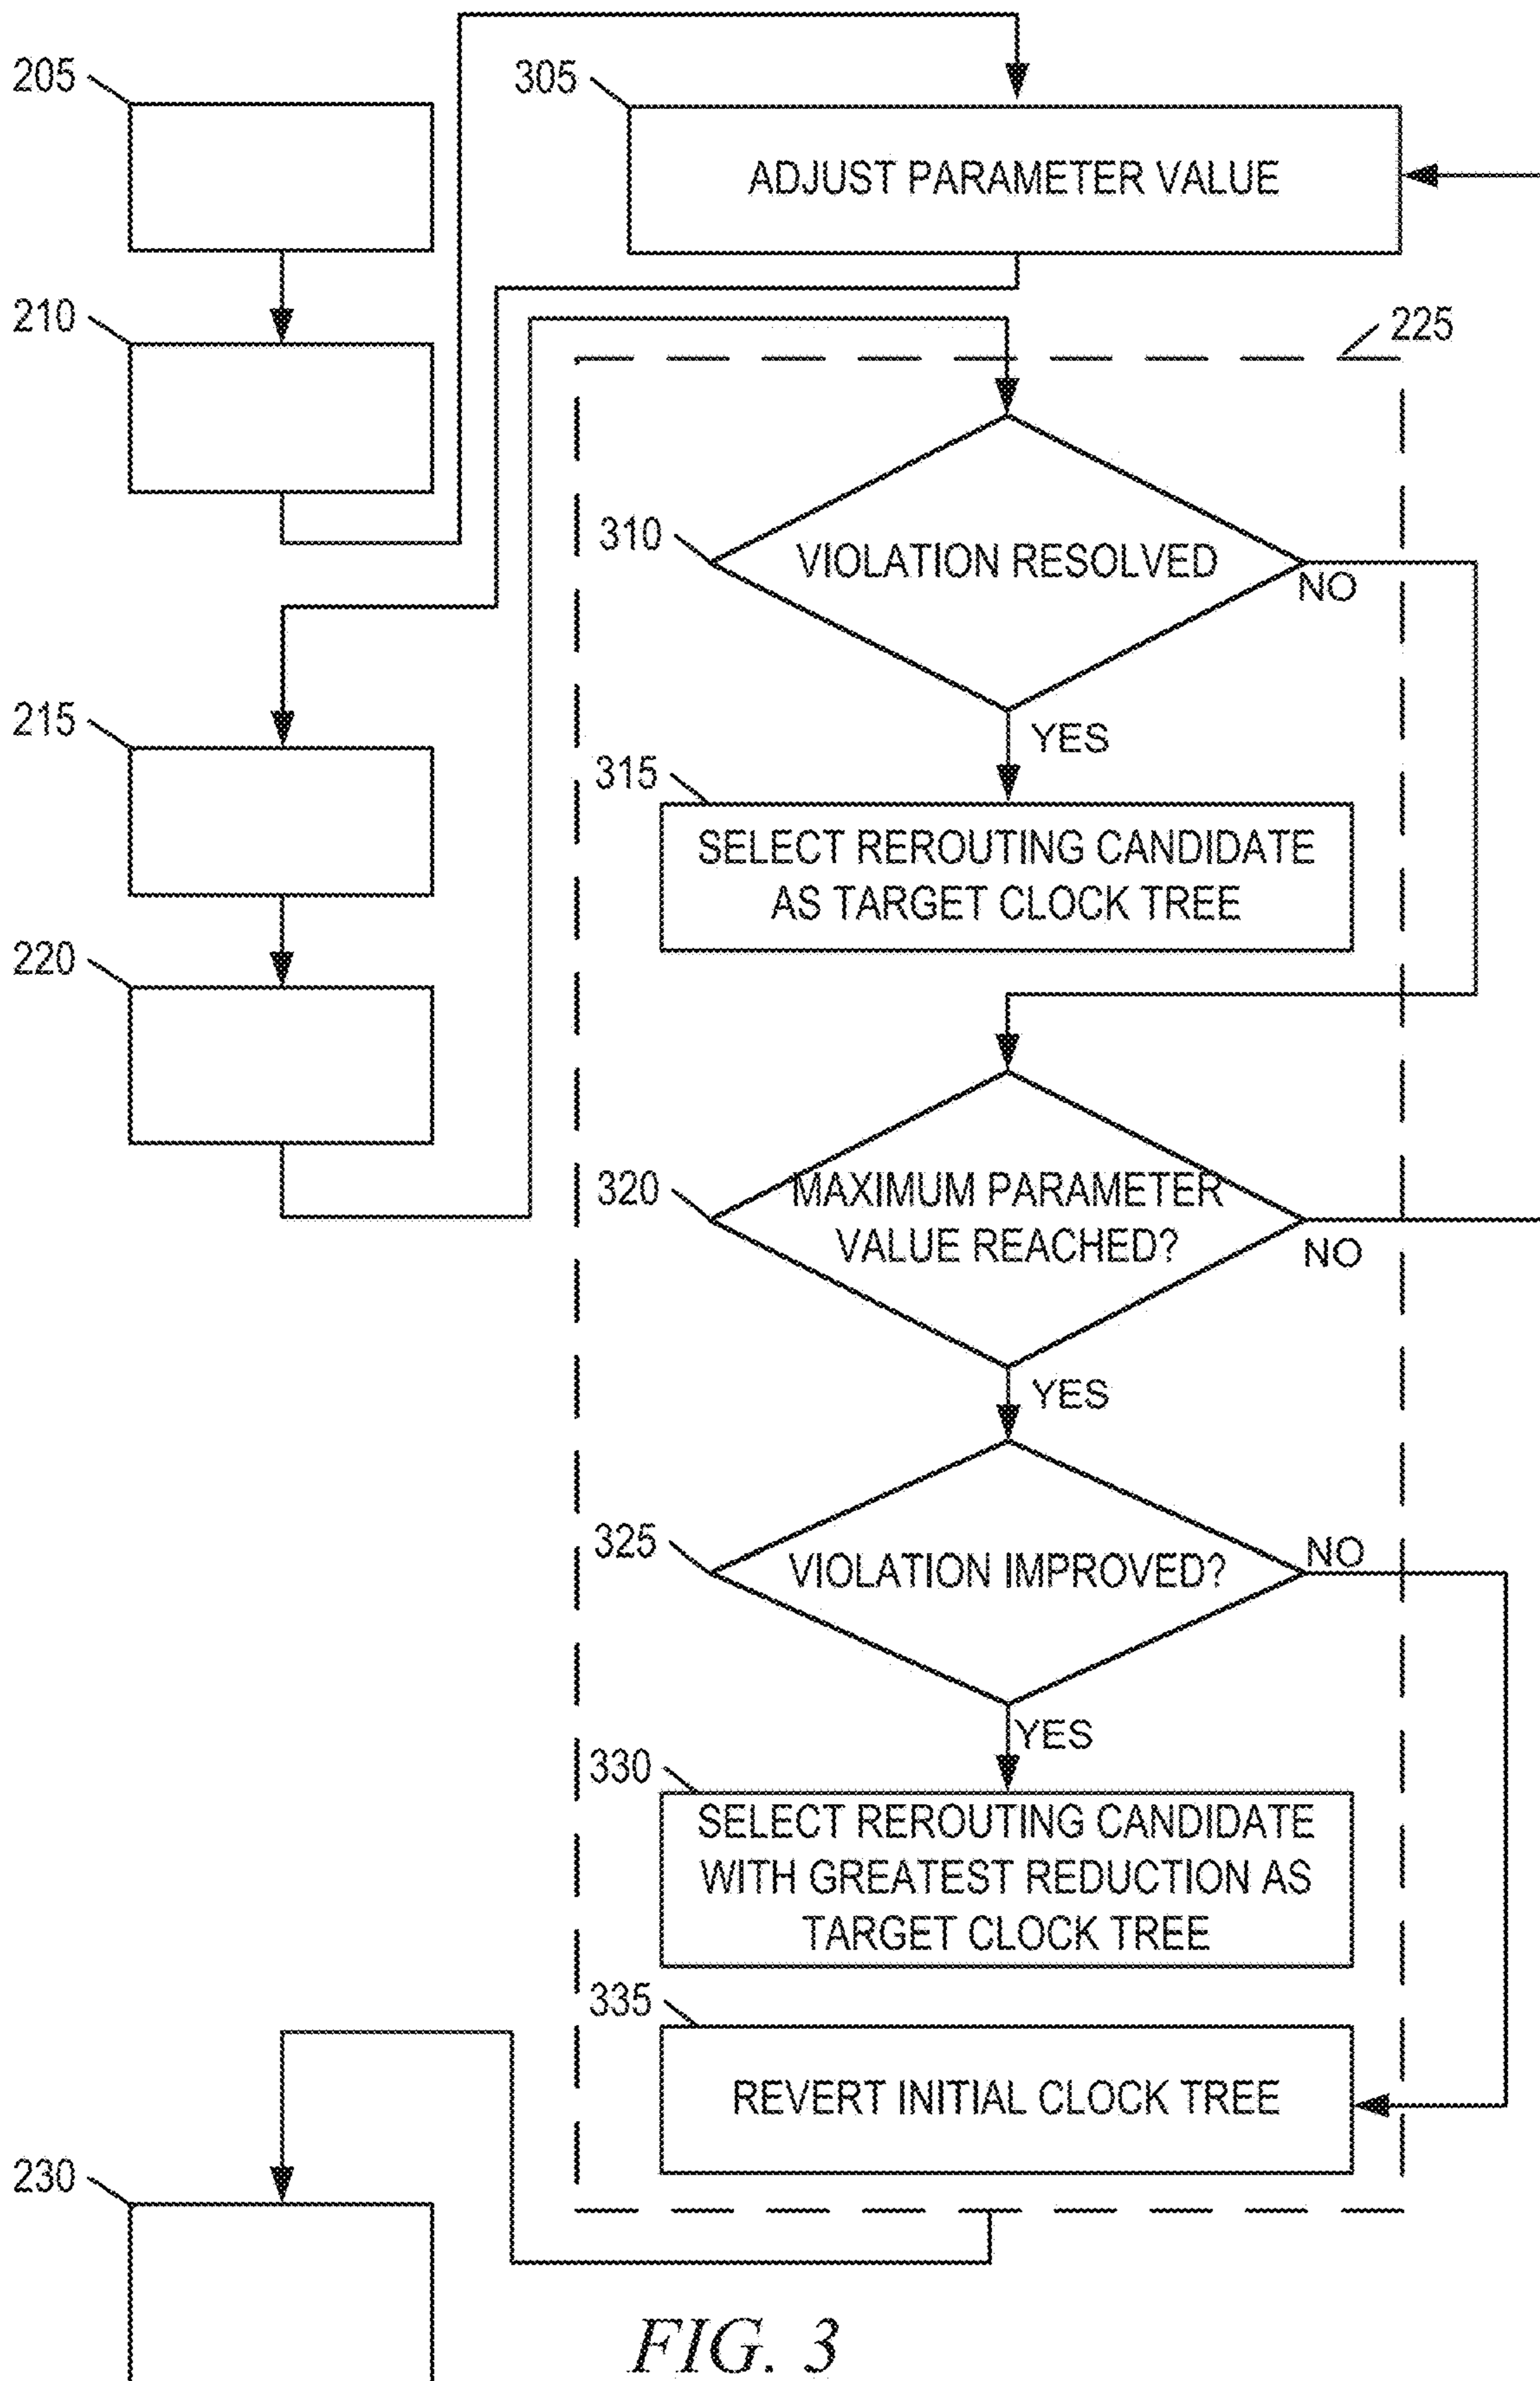 205
305
ADJUST PARAMETER VALUE
210
225
310
VIOLATION RESOLVED
NO
YES
215
315
SELECT REROUTING CANDIDATE
AS TARGET CLOCK TREE
220
320
MAXIMUM PARAMETER
VALUE REACHED?
NO
YES
325
VIOLATION IMPROVED?
NO
YES
330
SELECT REROUTING CANDIDATE
WITH GREATEST REDUCTION AS
TARGET CLOCK TREE
335
REVERT INITIAL CLOCK TREE
230
FIG. 3